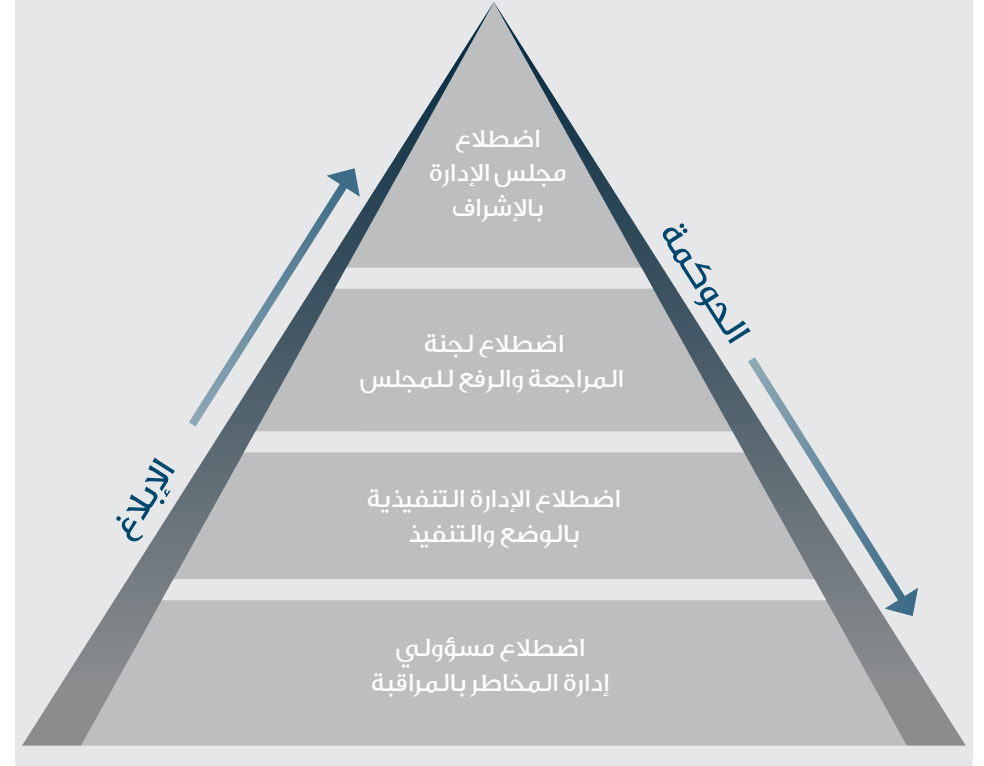 اضطلاع
مجلس الإدارة
بالإشراف
الحوكمة
اضطلاع لجنة
المراجعة والرفع للمجلس
الإبلاغ
اضطلاع الإدارة التنفيذية
بالوضع والتنفيذ
اضطلاع مسؤولي
إدارة المخاطر بالمراقبة